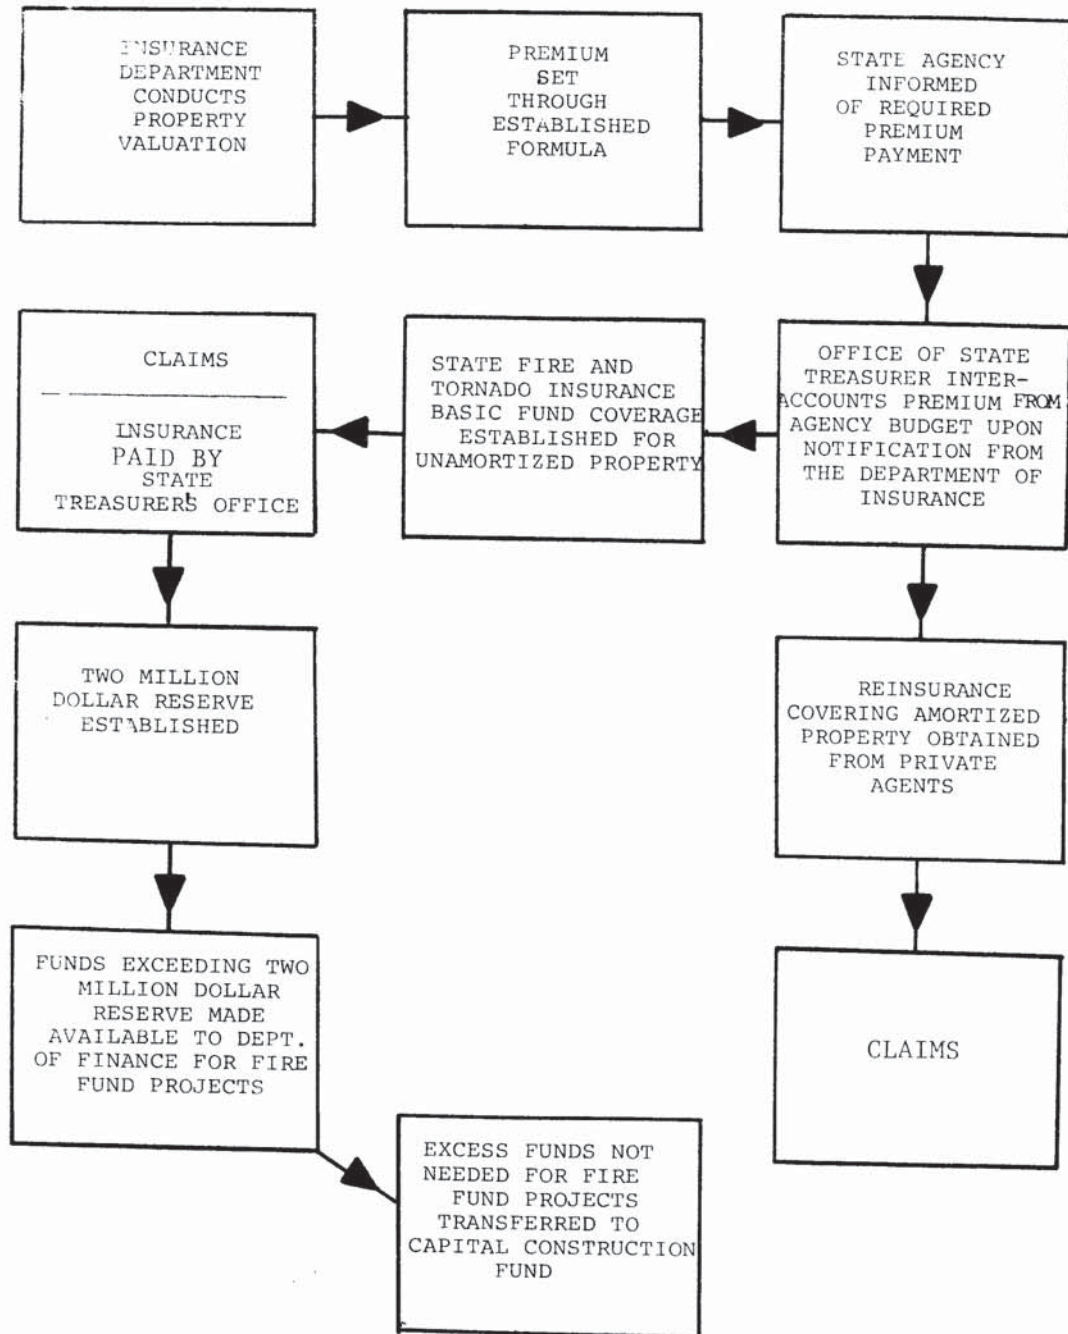 INSURANCE
DEPARTMENT
CONDUCTS
PROPERTY
VALUATION
PREMIUM
SET
THROUGH
ESTABLISHED
FORMULA
STATE AGENCY
INFORMED
OF REQUIRED
PREMIUM
PAYMENT
OFFICE OF STATE
TREASURER INTER-
ACCOUNTS PREMIUM FROM
AGENCY BUDGET UPON
NOTIFICATION FROM
THE DEPARTMENT OF
INSURANCE
STATE FIRE AND
TORNADO INSURANCE
BASIC FUND COVERAGE
ESTABLISHED FOR
UNAMORTIZED PROPERTY
CLAIMS
INSURANCE
PAID BY
STATE
TREASURERS OFFICE
TWO MILLION
DOLLAR RESERVE
ESTABLISHED
REINSURANCE
COVERING AMORTIZED
PROPERTY OBTAINED
FROM PRIVATE
AGENTS
FUNDS EXCEEDING TWO
MILLION DOLLAR
RESERVE MADE
AVAILABLE TO DEPT.
OF FINANCE FOR FIRE
FUND PROJECTS
CLAIMS
EXCESS FUNDS NOT
NEEDED FOR FIRE
FUND PROJECTS
TRANSFERRED TO
CAPITAL CONSTRUCTION
FUND